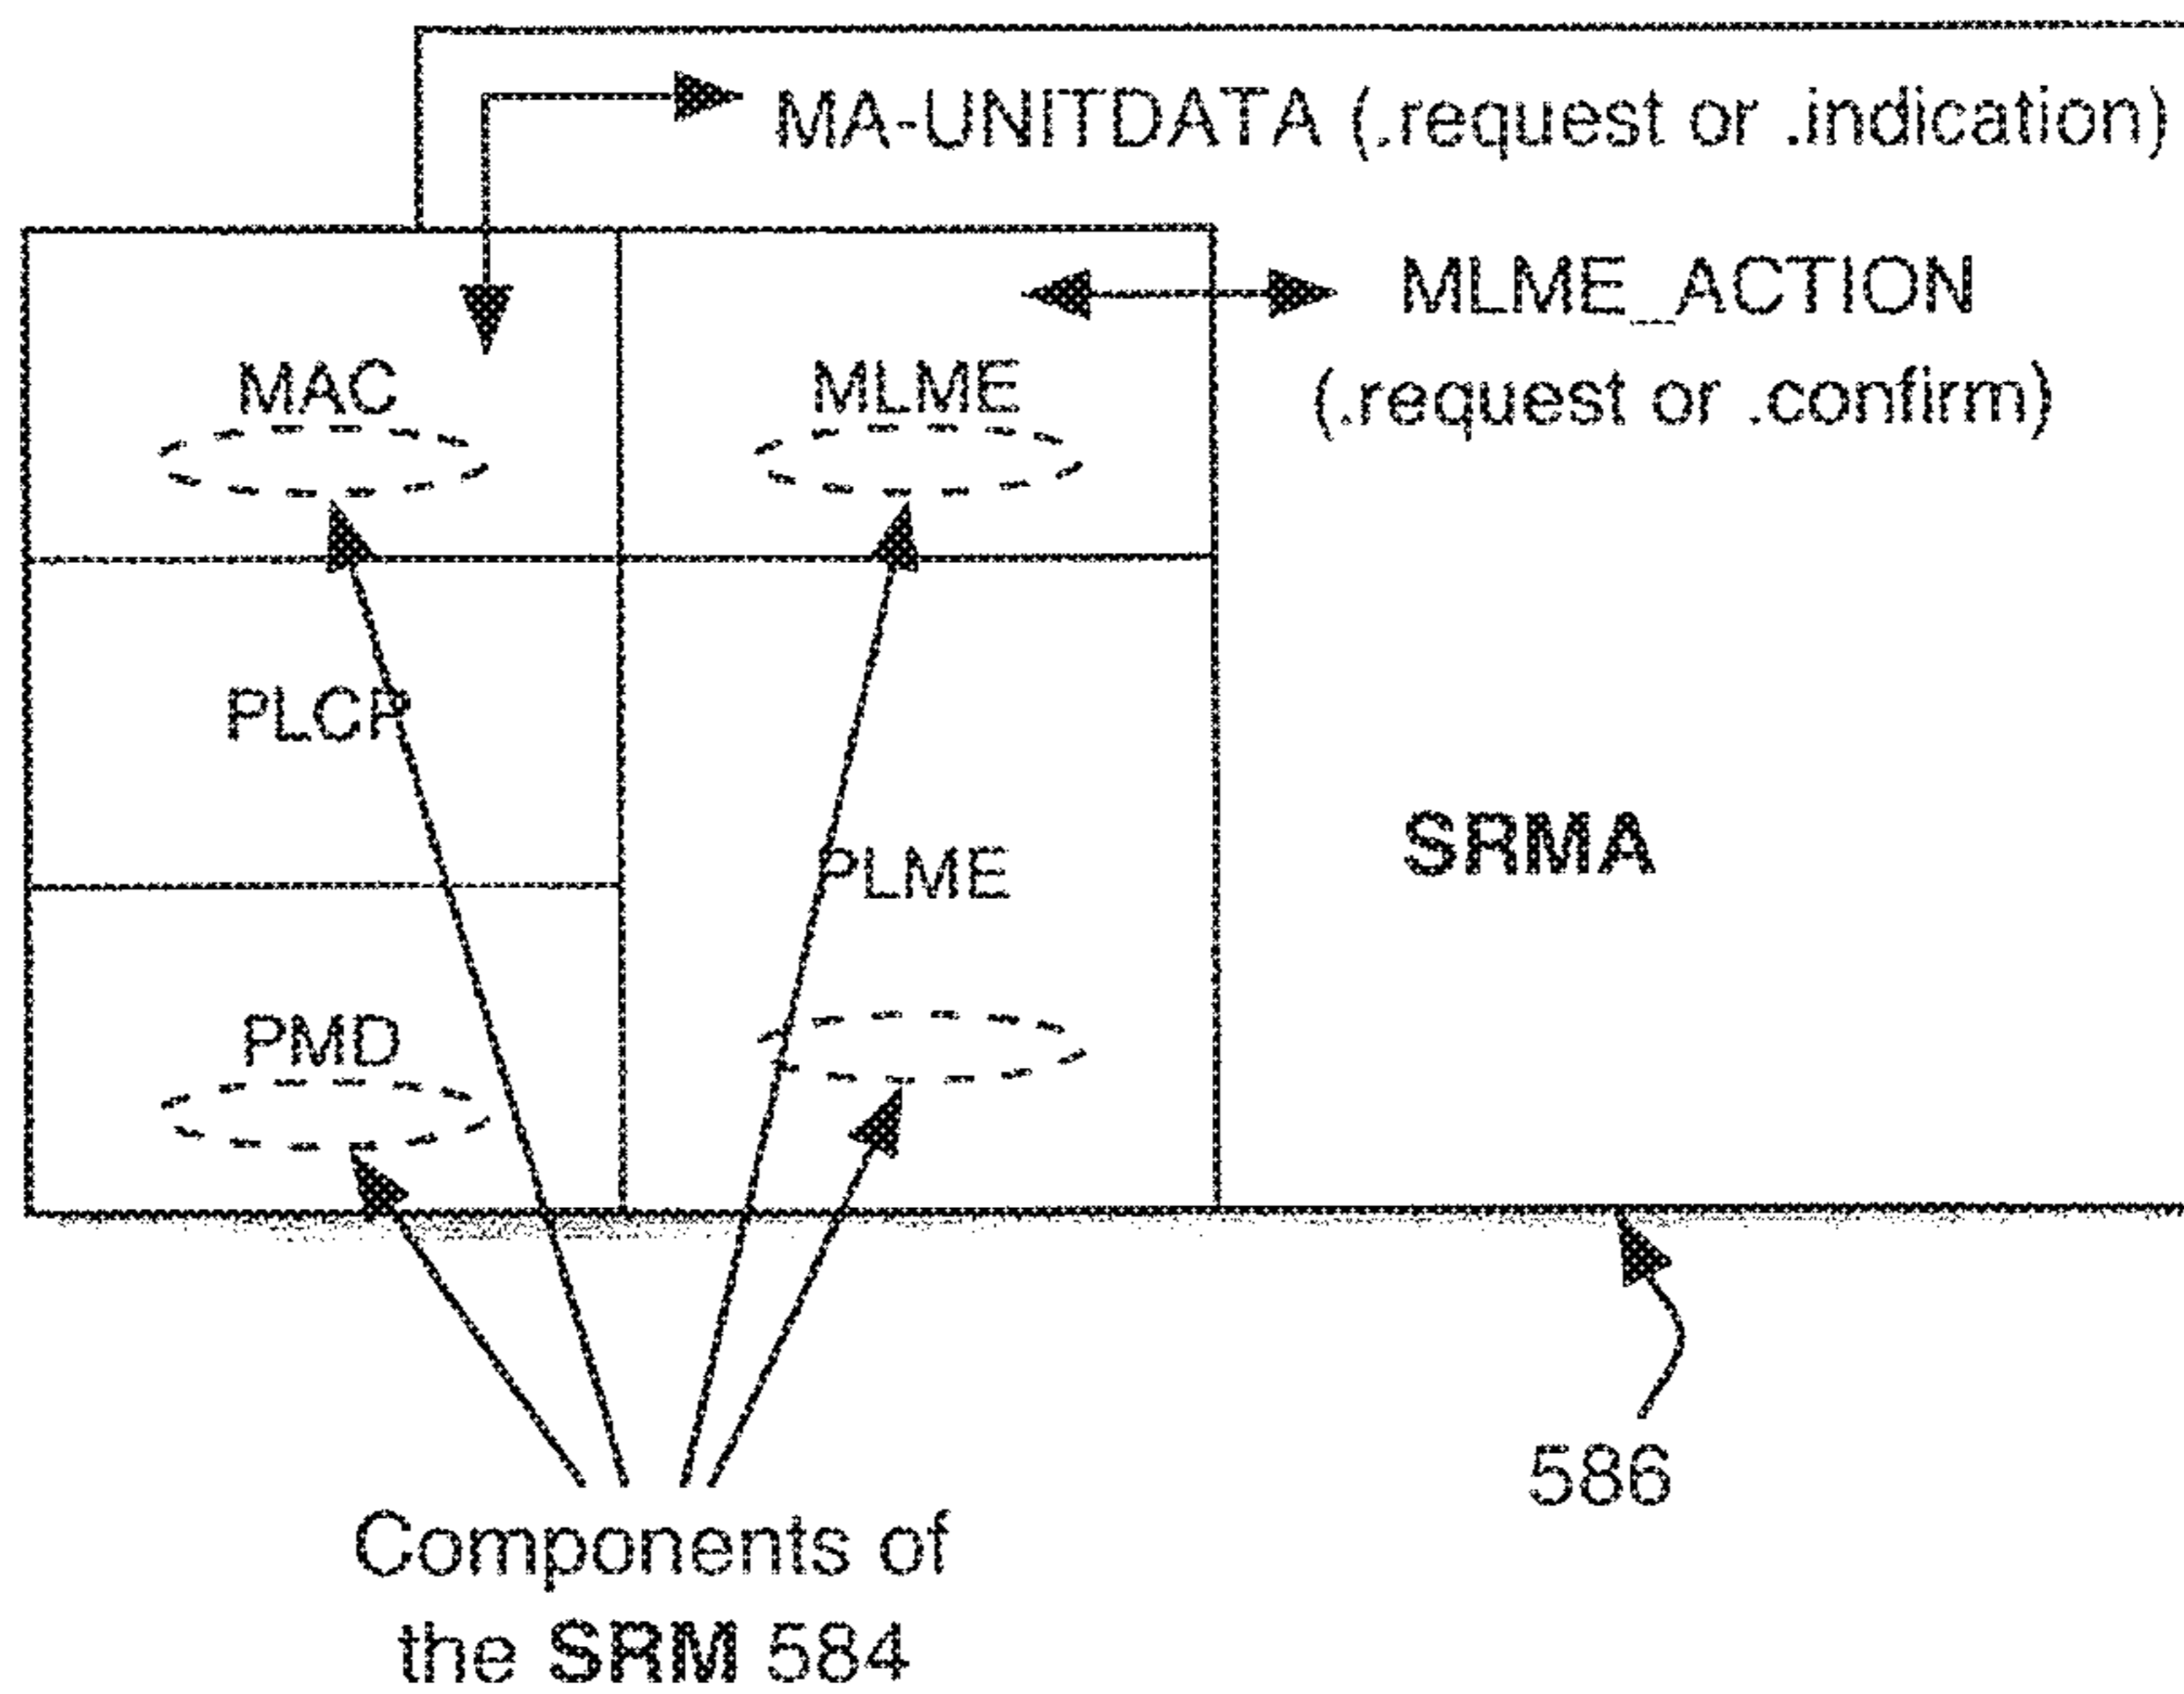 MA-UNITDATA (.request or .indication)
MLME_ACTION
(.request or .confirm)
MAC
MLME
PLCP
PLME
SRMA
PMD
586
Components of
the SRM 584